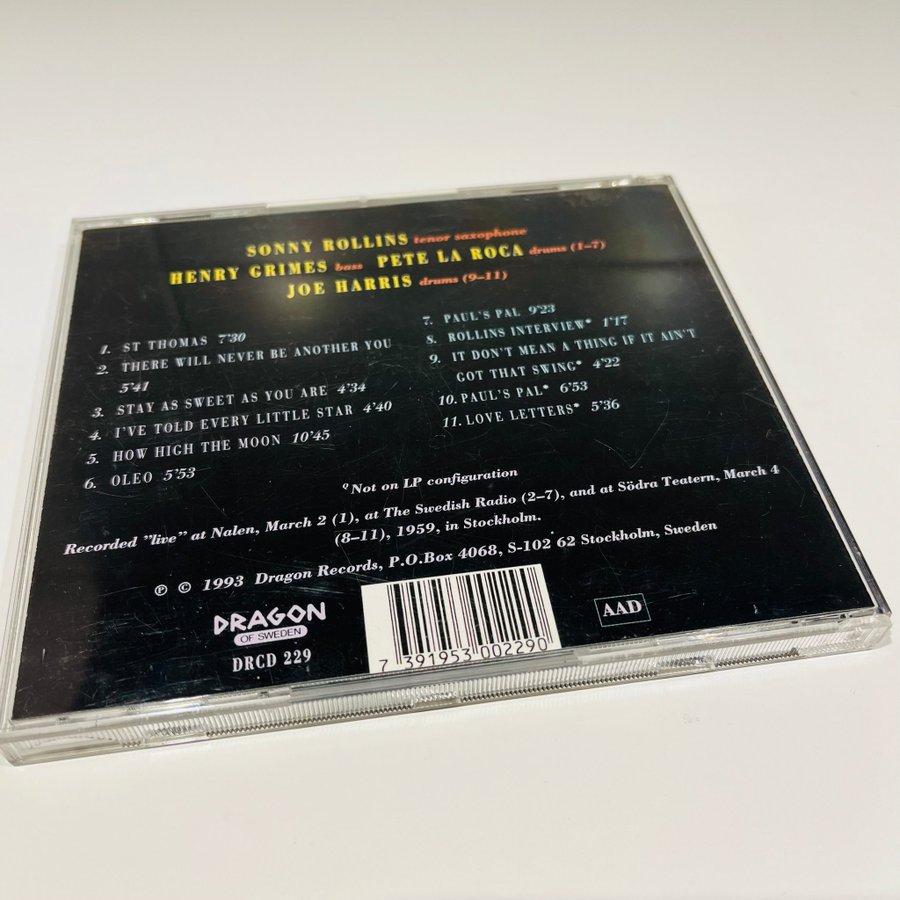 SONNY ROLLINS tenor saxophone
HENRY GRIMES bass PETE LA ROCA drums (1-7)
JOE HARRIS drums (9-11)
1. ST THOMAS 7'30
2. THERE WILL NEVER BE ANOTHER YOU
5'41
3. STAY AS SWEET AS YOU ARE 4'34
4. I'VE TOLD EVERY LITTLE STAR 4'40
5. HOW HIGH THE MOON 10'45
6. OLEO 5'53
7. PAUL'S PAL 9'23
8. ROLLINS INTERVIEW* 1'17
9. IT DON'T MEAN A THING IF IT AIN'T
GOT THAT SWING* 4'22
10. PAUL'S PAL* 6'53
11. LOVE LETTERS* 5'36
*Not on LP configuration
Recorded "live" at Nalen, March 2 (1), at The Swedish Radio (2-7), and at Södra Teatern, March 4
(8-11), 1959, in Stockholm.
℗ © 1993 Dragon Records, P.O.Box 4068, S-102 62 Stockholm, Sweden
DRAGON
OF SWEDEN
DRCD 229
7 391953 002290
AAD